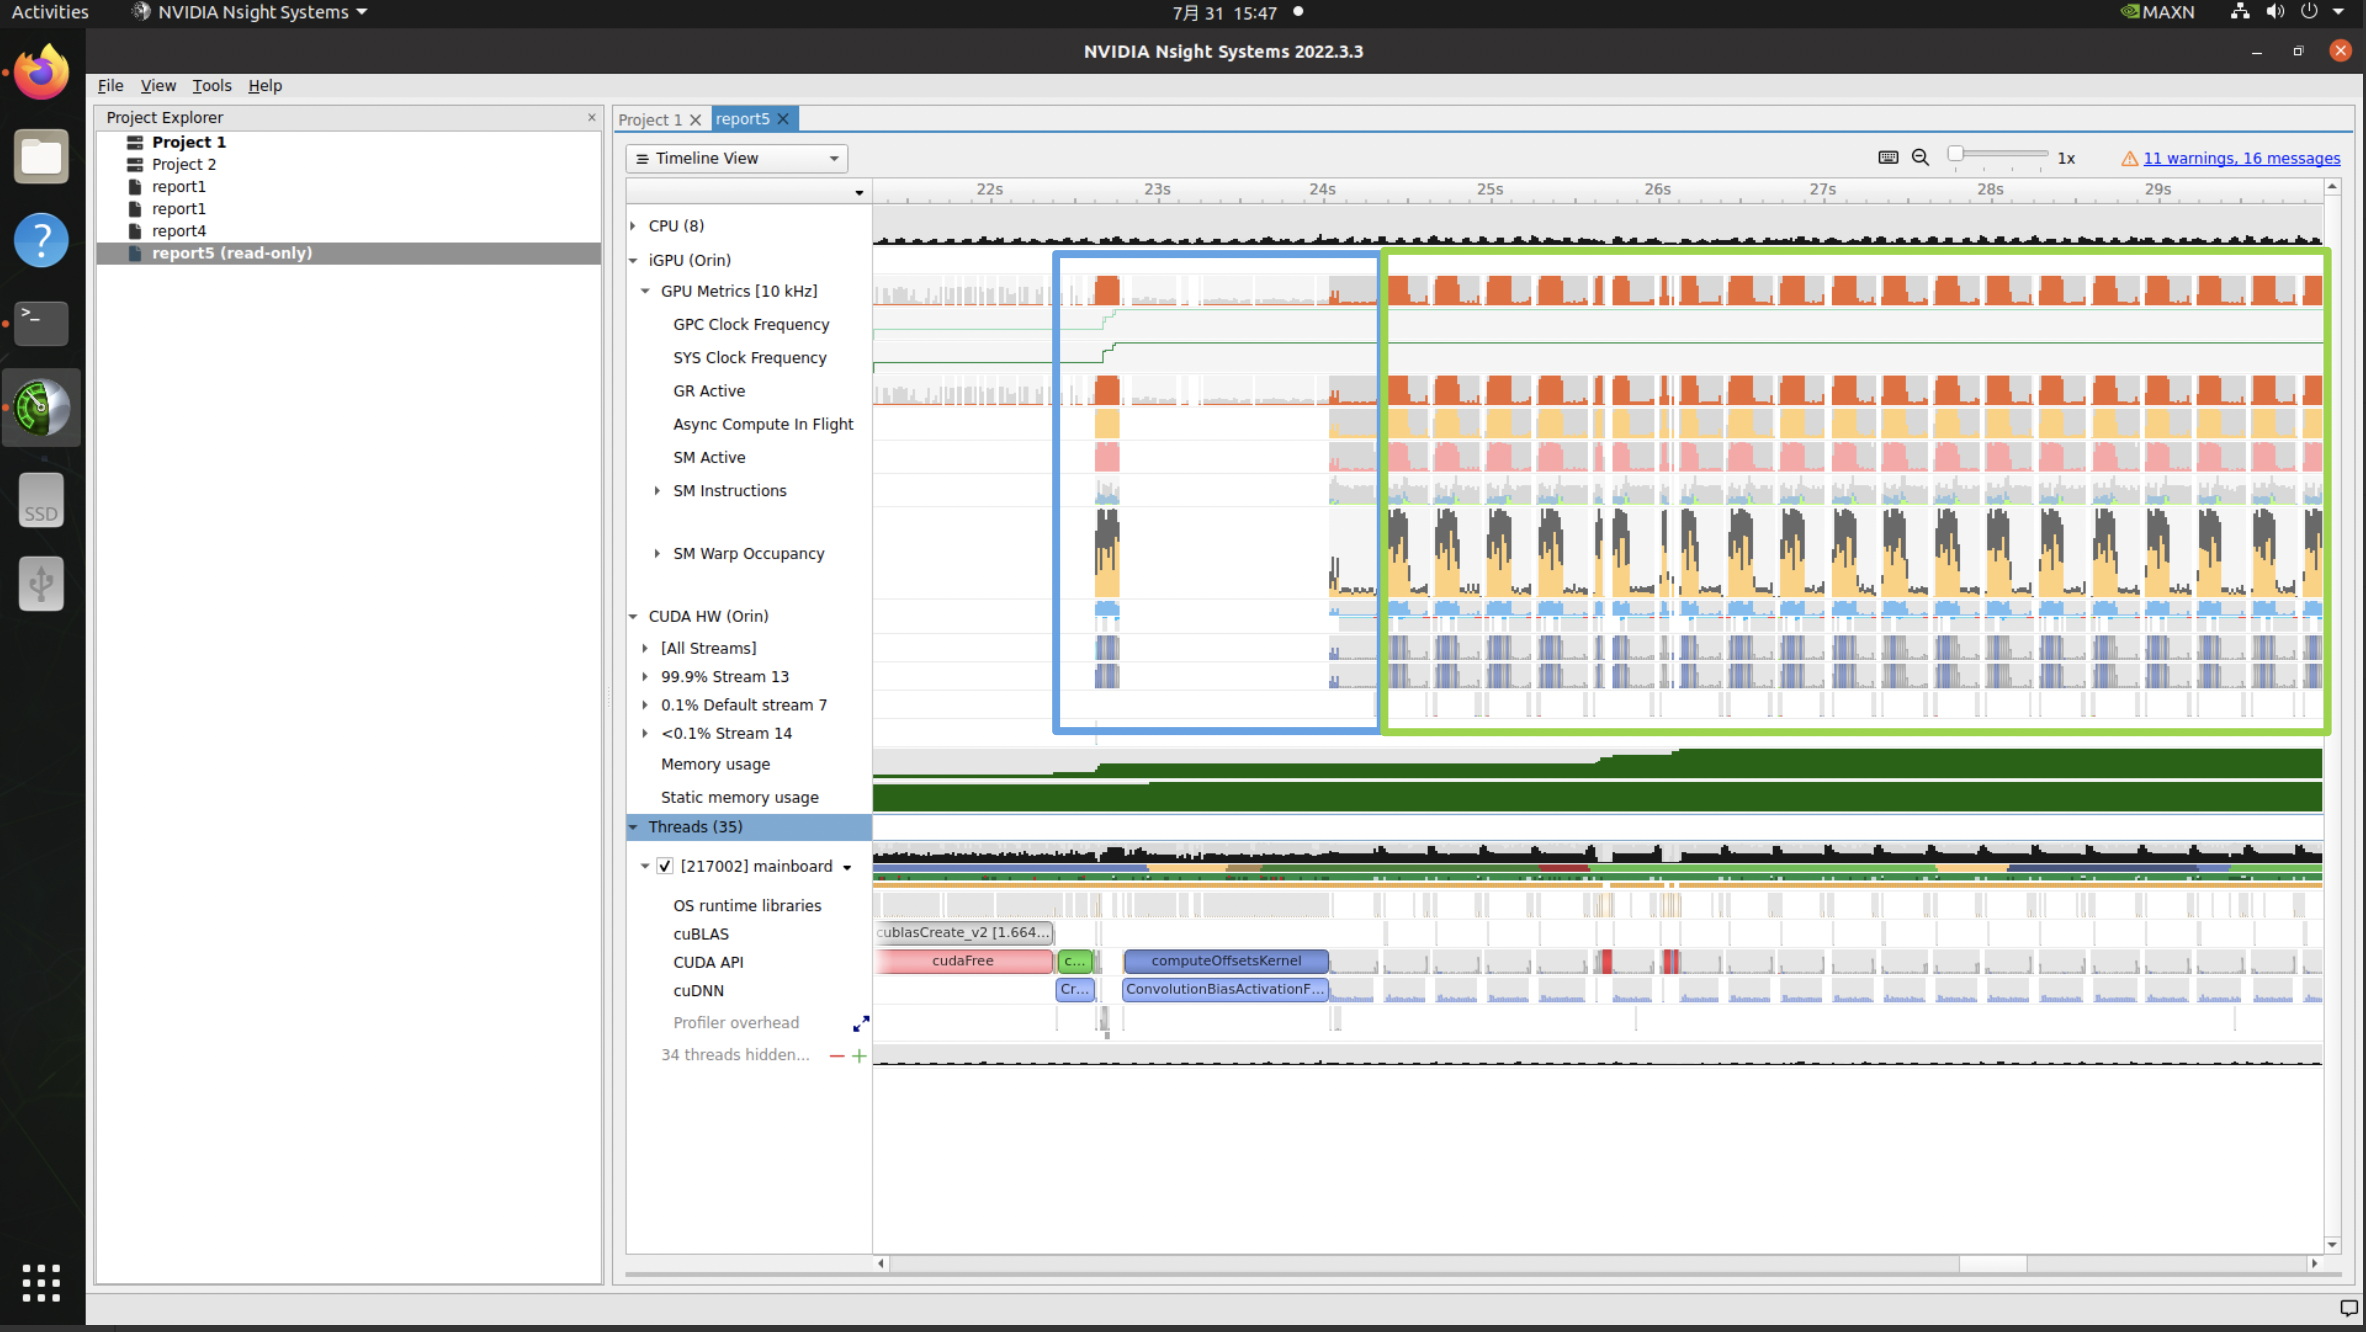 Activities NVIDIA Nsight Systems 7月 31 15:47 MAXN
NVIDIA Nsight Systems 2022.3.3
File View Tools Help
Project Explorer
Project 1
Project 2
report1
report1
report4
report5 (read-only)
SSD
Project 1 report5
Timeline View 1x 11 warnings, 16 messages
22s 23s 24s 25s 26s 27s 28s 29s
CPU (8)
iGPU (Orin)
GPU Metrics [10 kHz]
GPC Clock Frequency
SYS Clock Frequency
GR Active
Async Compute In Flight
SM Active
SM Instructions
SM Warp Occupancy
CUDA HW (Orin)
[All Streams]
99.9% Stream 13
0.1% Default stream 7
<0.1% Stream 14
Memory usage
Static memory usage
Threads (35)
[217002] mainboard
OS runtime libraries
cuBLAS cublasCreate_v2 [1.664...
CUDA API cudaFree c... computeOffsetsKernel
cuDNN Cr... ConvolutionBiasActivationF...
Profiler overhead
34 threads hidden...